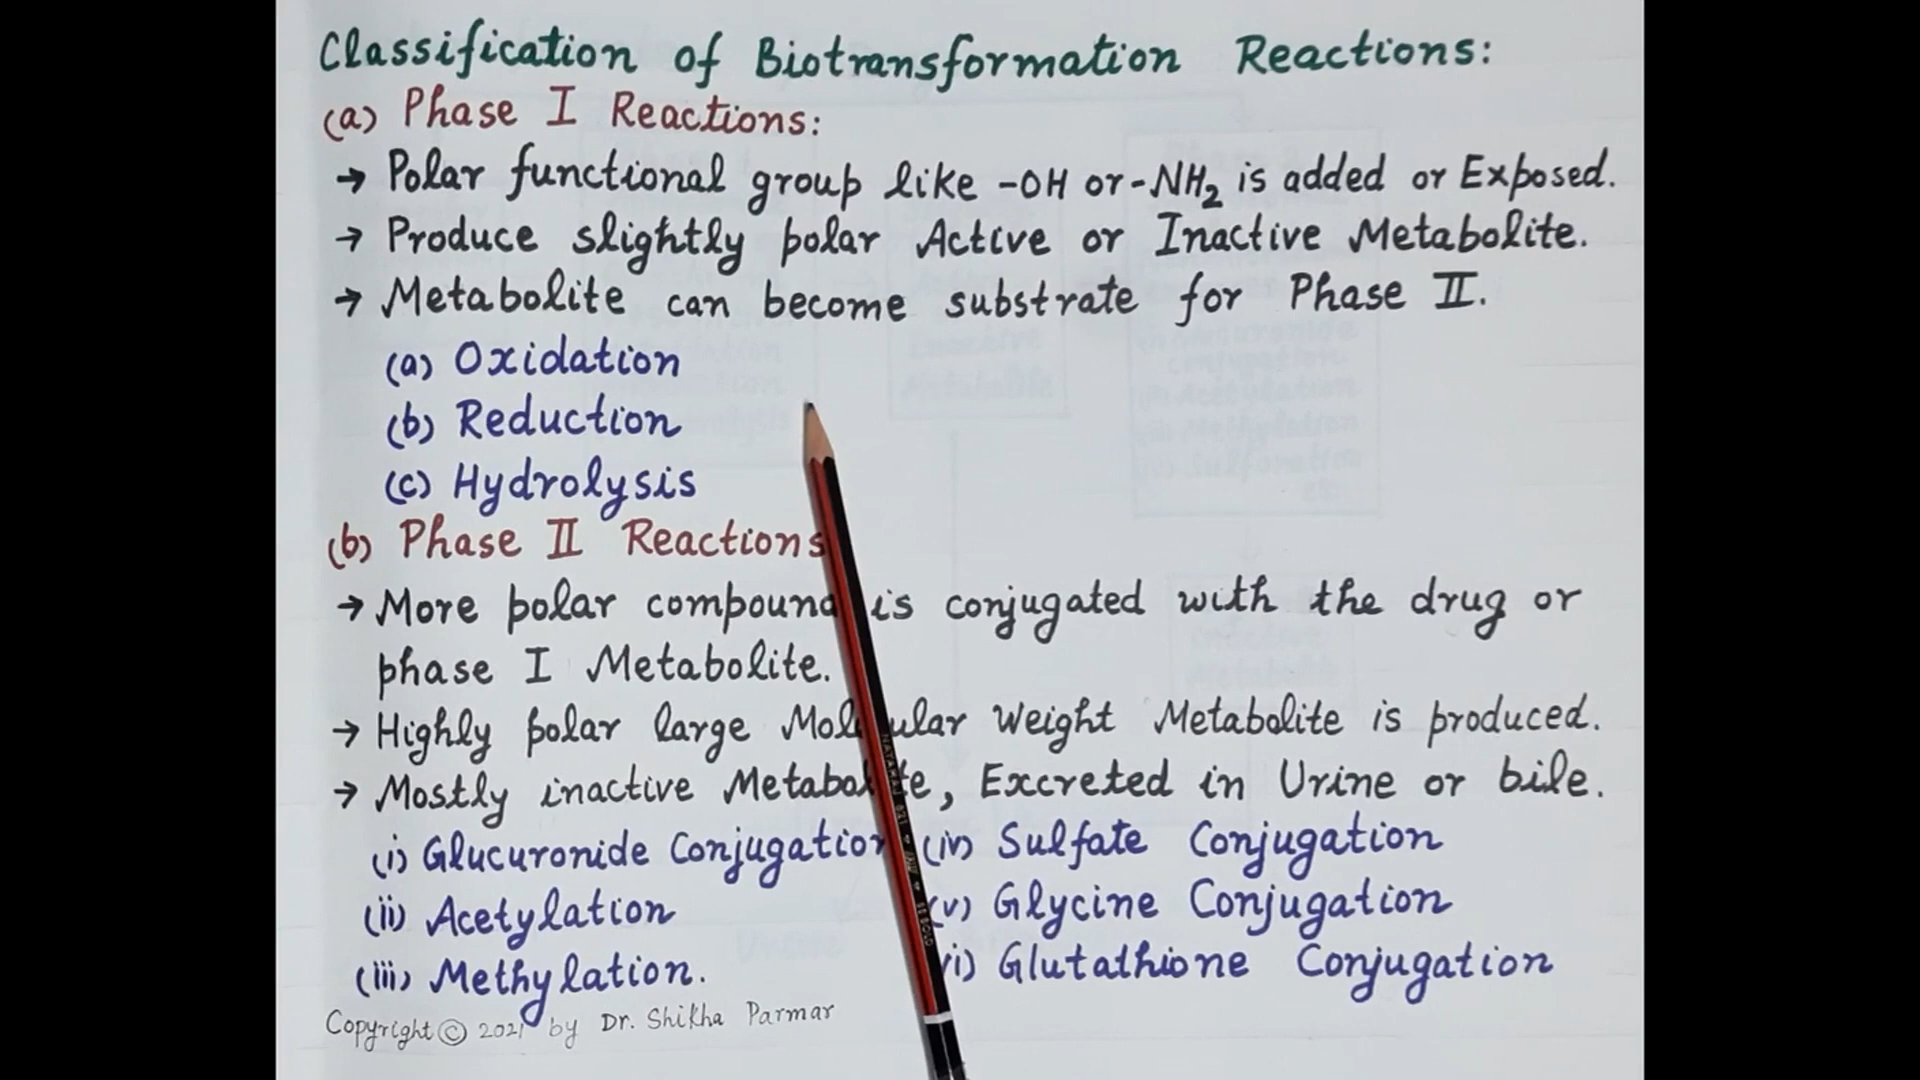 Classification of Biotransformation Reactions:
(a) Phase I Reactions:
→ Polar functional group like -OH or -NH₂ is added or Exposed.
→ Produce slightly polar Active or Inactive Metabolite.
→ Metabolite can become substrate for Phase II.
(a) Oxidation
(b) Reduction
(c) Hydrolysis
(b) Phase II Reactions
→ More polar compound is conjugated with the drug or
phase I Metabolite.
→ Highly polar large Molecular Weight Metabolite is produced.
→ Mostly inactive Metabolite, Excreted in Urine or bile.
(i) Glucuronide Conjugation (iv) Sulfate Conjugation
(ii) Acetylation (v) Glycine Conjugation
(iii) Methylation. (vi) Glutathione Conjugation
Copyright © 2021 by Dr. Shikha Parmar
NATARAJ 621